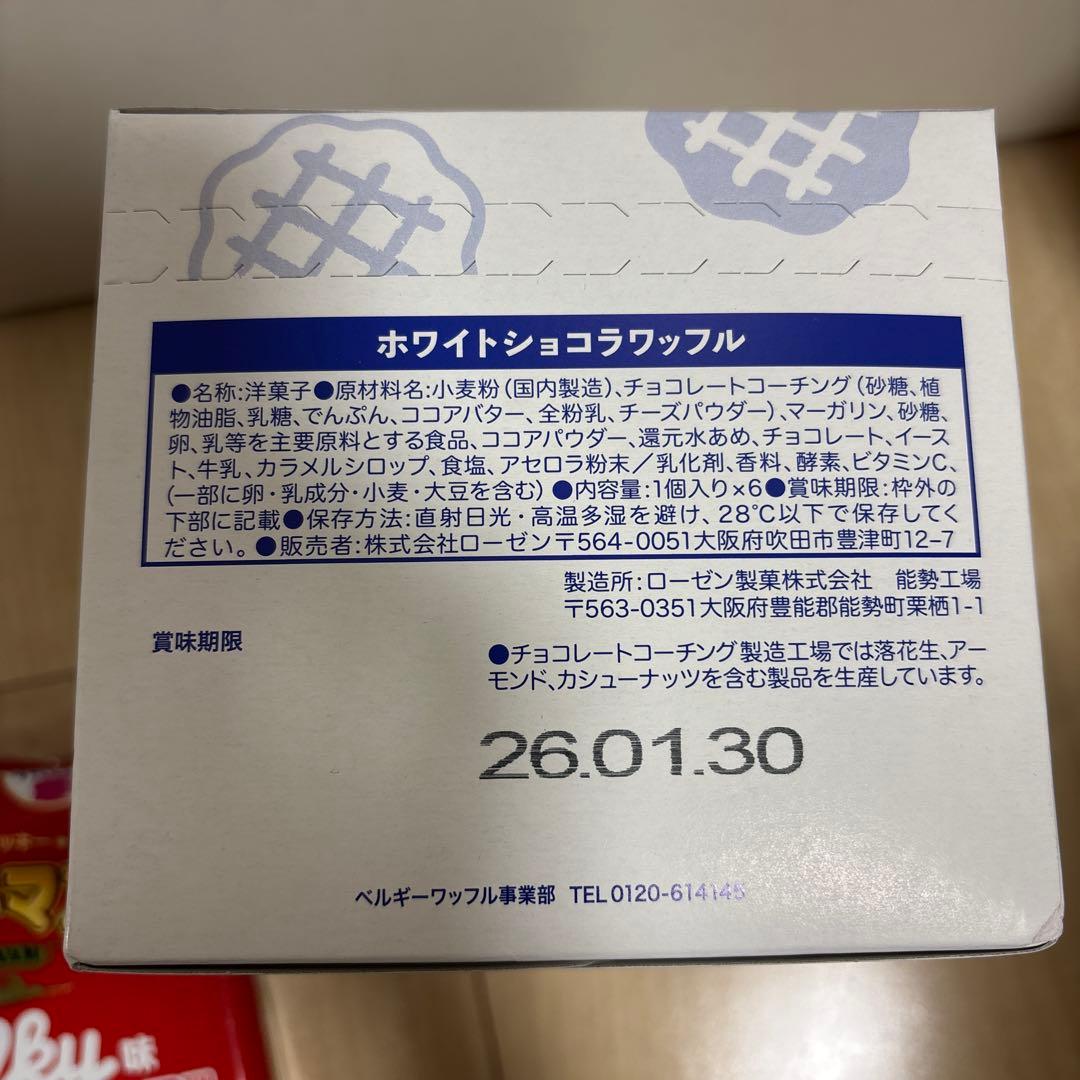 ホワイトショコラワッフル
●名称:洋菓子●原材料名:小麦粉(国内製造)、チョコレートコーチング(砂糖、植
物油脂、乳糖、でんぷん、ココアバター、全粉乳、チーズパウダー)、マーガリン、砂糖、
卵、乳等を主要原料とする食品、ココアパウダー、還元水あめ、チョコレート、イース
ト、牛乳、カラメルシロップ、食塩、アセロラ粉末/乳化剤、香料、酵素、ビタミンC、
(一部に卵・乳成分・小麦・大豆を含む)●内容量:1個入り×6●賞味期限:枠外の
下部に記載●保存方法:直射日光・高温多湿を避け、28℃以下で保存してく
ださい。●販売者:株式会社ローゼン〒564-0051大阪府吹田市豊津町12-7
製造所:ローゼン製菓株式会社 能勢工場
〒563-0351大阪府豊能郡能勢町栗栖1-1
賞味期限
●チョコレートコーチング製造工場では落花生、アー
モンド、カシューナッツを含む製品を生産しています。
26.01.30
ベルギーワッフル事業部 TEL 0120-614145
マ
味